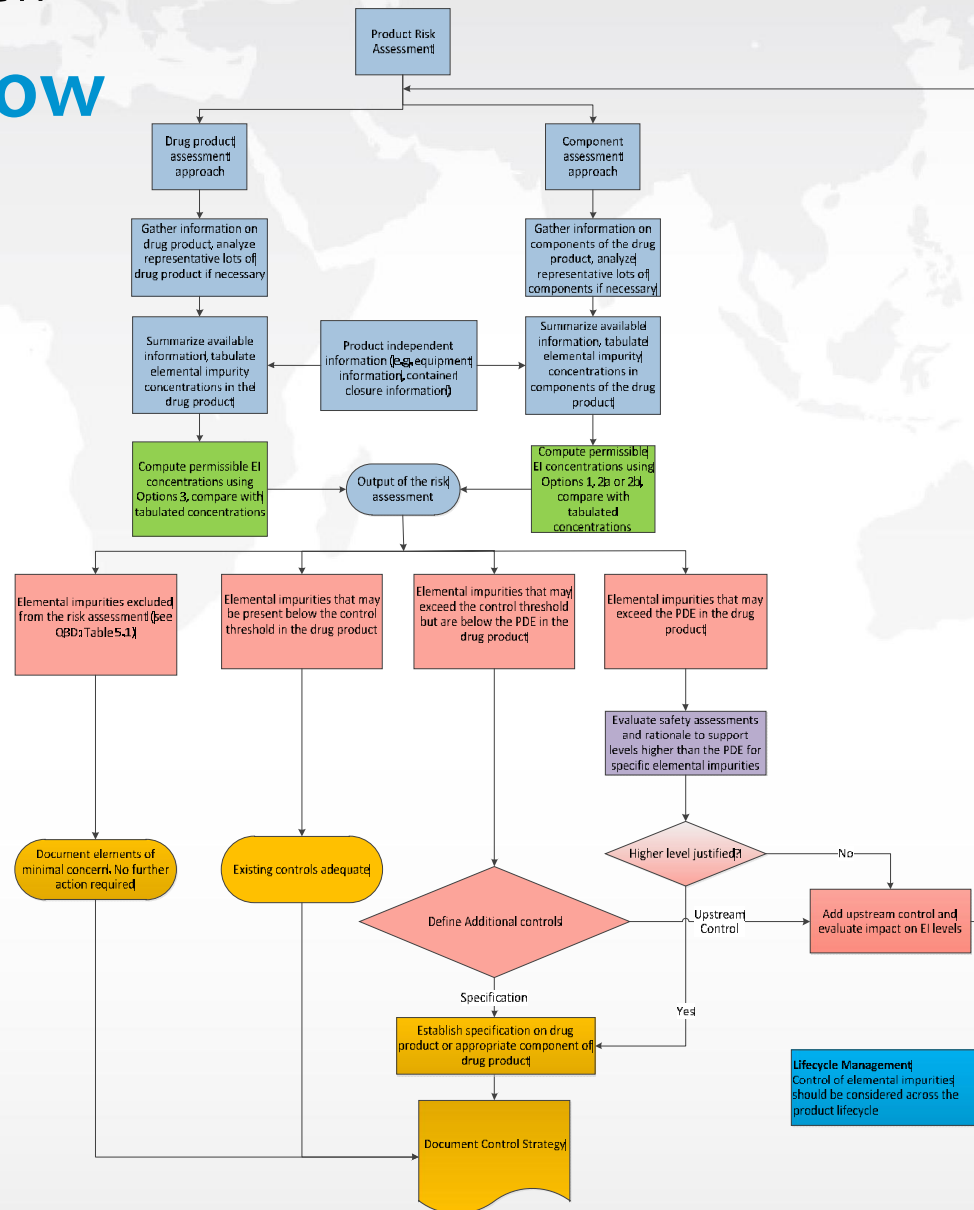 ow
Product Risk
Assessment
Drug product
assessment
approach
Component
assessment
approach
Gather information on
drug product, analyze
representative lots of
drug product if necessary
Gather information on
components of the drug
product, analyze
representative lots of
components if necessary
Summarize available
information, tabulate
elemental impurity
concentrations in the
drug product
Product independent
information (e.g. equipment
information, container
closure information)
Summarize available
information, tabulate
elemental impurity
concentrations in
components of the drug
product
Compute permissible EI
concentrations using
Options 3, compare with
tabulated concentrations
Output of the risk
assessment
Compute permissible
EI concentrations using
Options 1, 2a or 2b,
compare with
tabulated
concentrations
Elemental impurities excluded
from the risk assessment (see
Q3D: Table 5.1)
Elemental impurities that may
be present below the control
threshold in the drug product
Elemental impurities that may
exceed the control threshold
but are below the PDE in the
drug product
Elemental impurities that may
exceed the PDE in the drug
product
Evaluate safety assessments
and rationale to support
levels higher than the PDE for
specific elemental impurities
Document elements of
minimal concern. No further
action required
Existing controls adequate
Higher level justified?
No
Define Additional controls
Upstream
Control
Add upstream control and
evaluate impact on EI levels
Specification
Yes
Establish specification on drug
product or appropriate component of
drug product
Lifecycle Management
Control of elemental impurities
should be considered across the
product lifecycle
Document Control Strategy